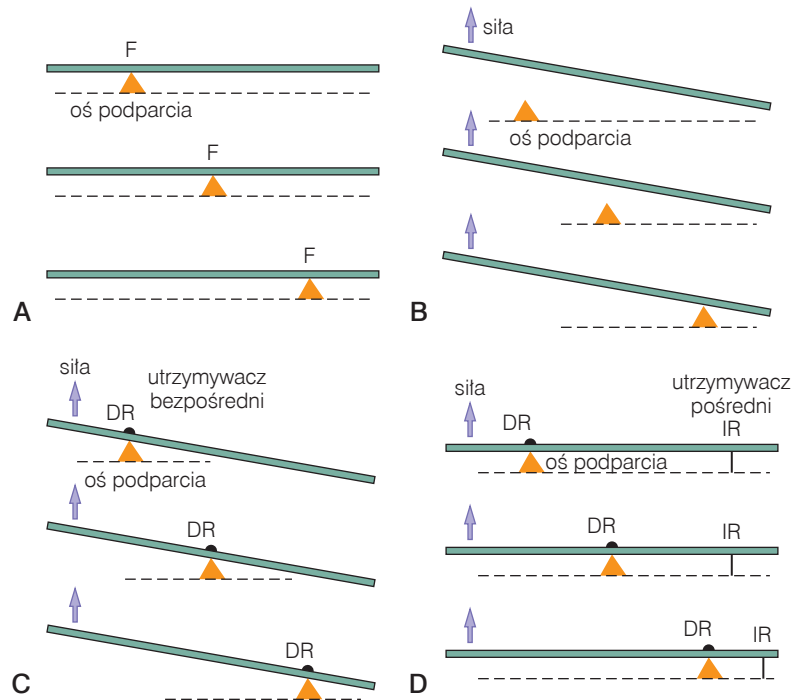 F
oś podparcia
F
F
A
siła
oś podparcia
B
siła
utrzymywacz
bezpośredni
DR
oś podparcia
DR
DR
C
siła
utrzymywacz
pośredni
DR
IR
oś podparcia
DR
IR
DR
IR
D